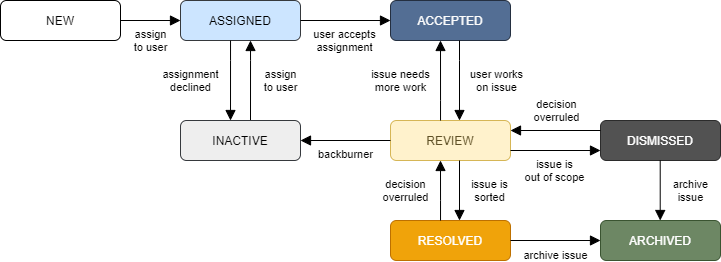 NEW
assign
to user
ASSIGNED
user accepts
assignment
ACCEPTED
assignment
declined
assign
to user
issue needs
more work
user works
on issue
decision
overruled
INACTIVE
backburner
REVIEW
issue is
out of scope
DISMISSED
decision
overruled
issue is
sorted
archive
issue
RESOLVED
archive issue
ARCHIVED